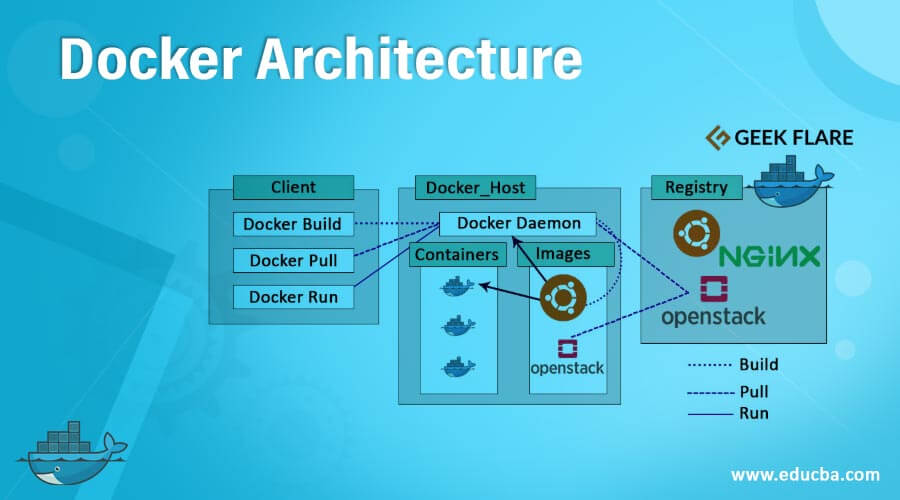 Docker Architecture
GEEK FLARE
Client
Docker_Host
Registry
Docker Build
Docker Daemon
Docker Pull
Containers
Images
NGiNX
Docker Run
openstack
openstack
Build
Pull
Run
www.educba.com